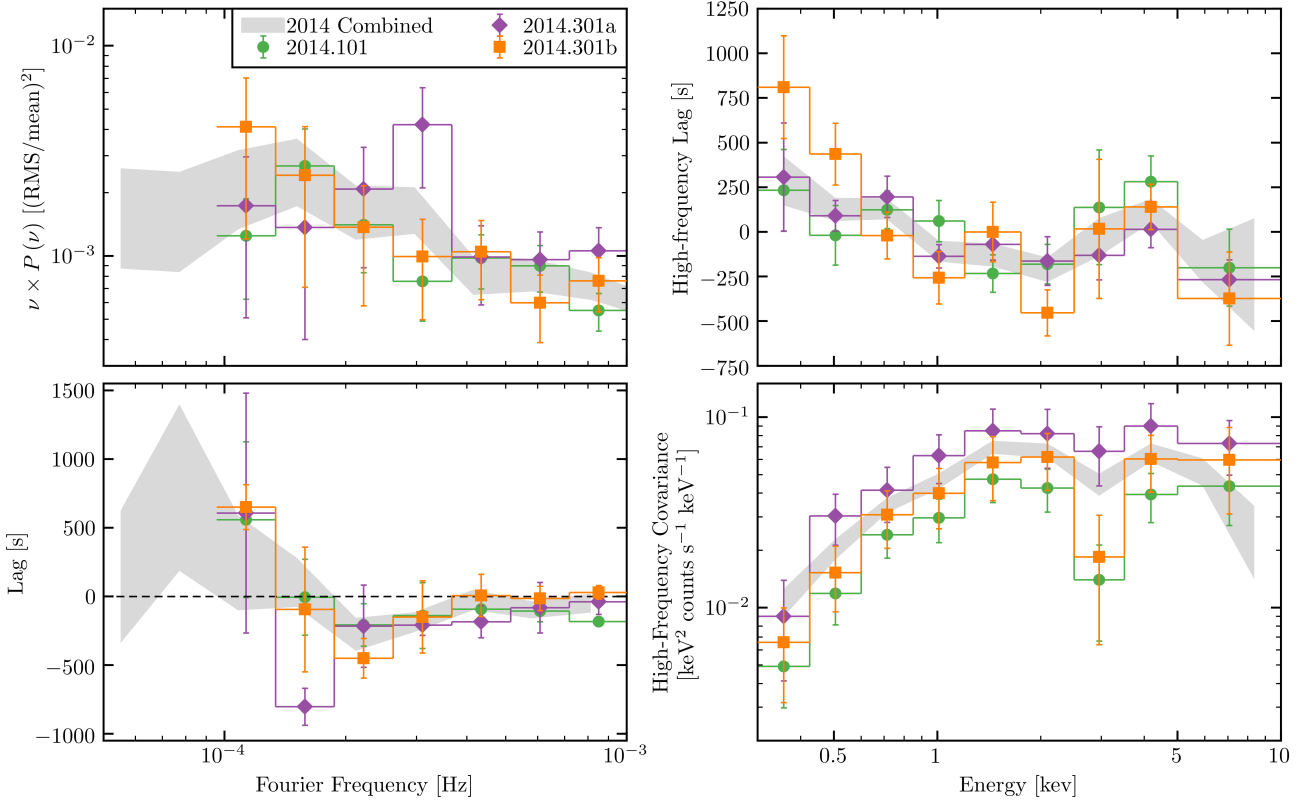 2014 Combined
2014.101
2014.301a
2014.301b
10⁻²
10⁻³
ν × P (ν) [(RMS/mean)²]
1250
1000
750
500
250
0
−250
−500
−750
High-frequency Lag [s]
1500
1000
500
0
−500
−1000
Lag [s]
10⁻⁴
10⁻³
Fourier Frequency [Hz]
10⁻¹
10⁻²
High-Frequency Covariance
[keV² counts s⁻¹ keV⁻¹]
0.5
1
5
10
Energy [kev]